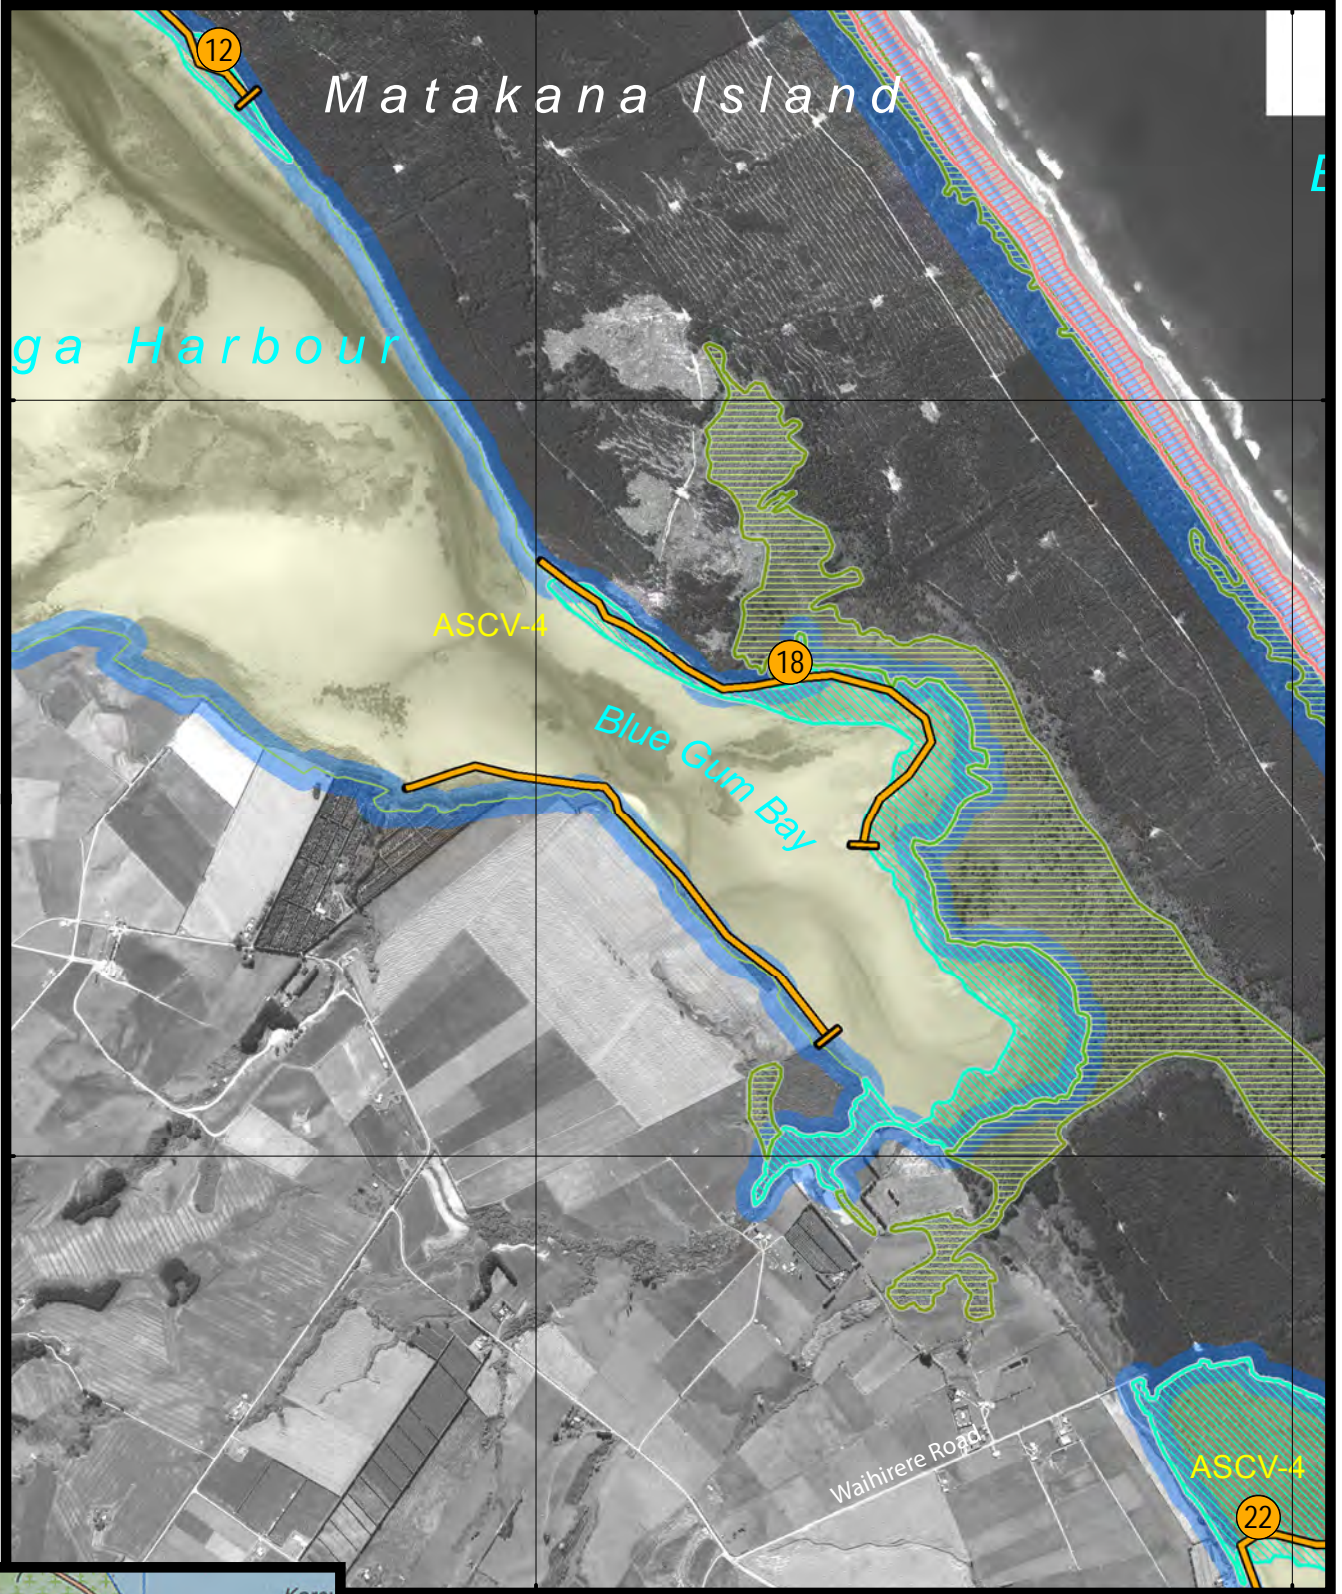 12
Matakana Island
ga Harbour
ASCV-4
18
Blue Gum Bay
Waihirere Road
ASCV-4
22